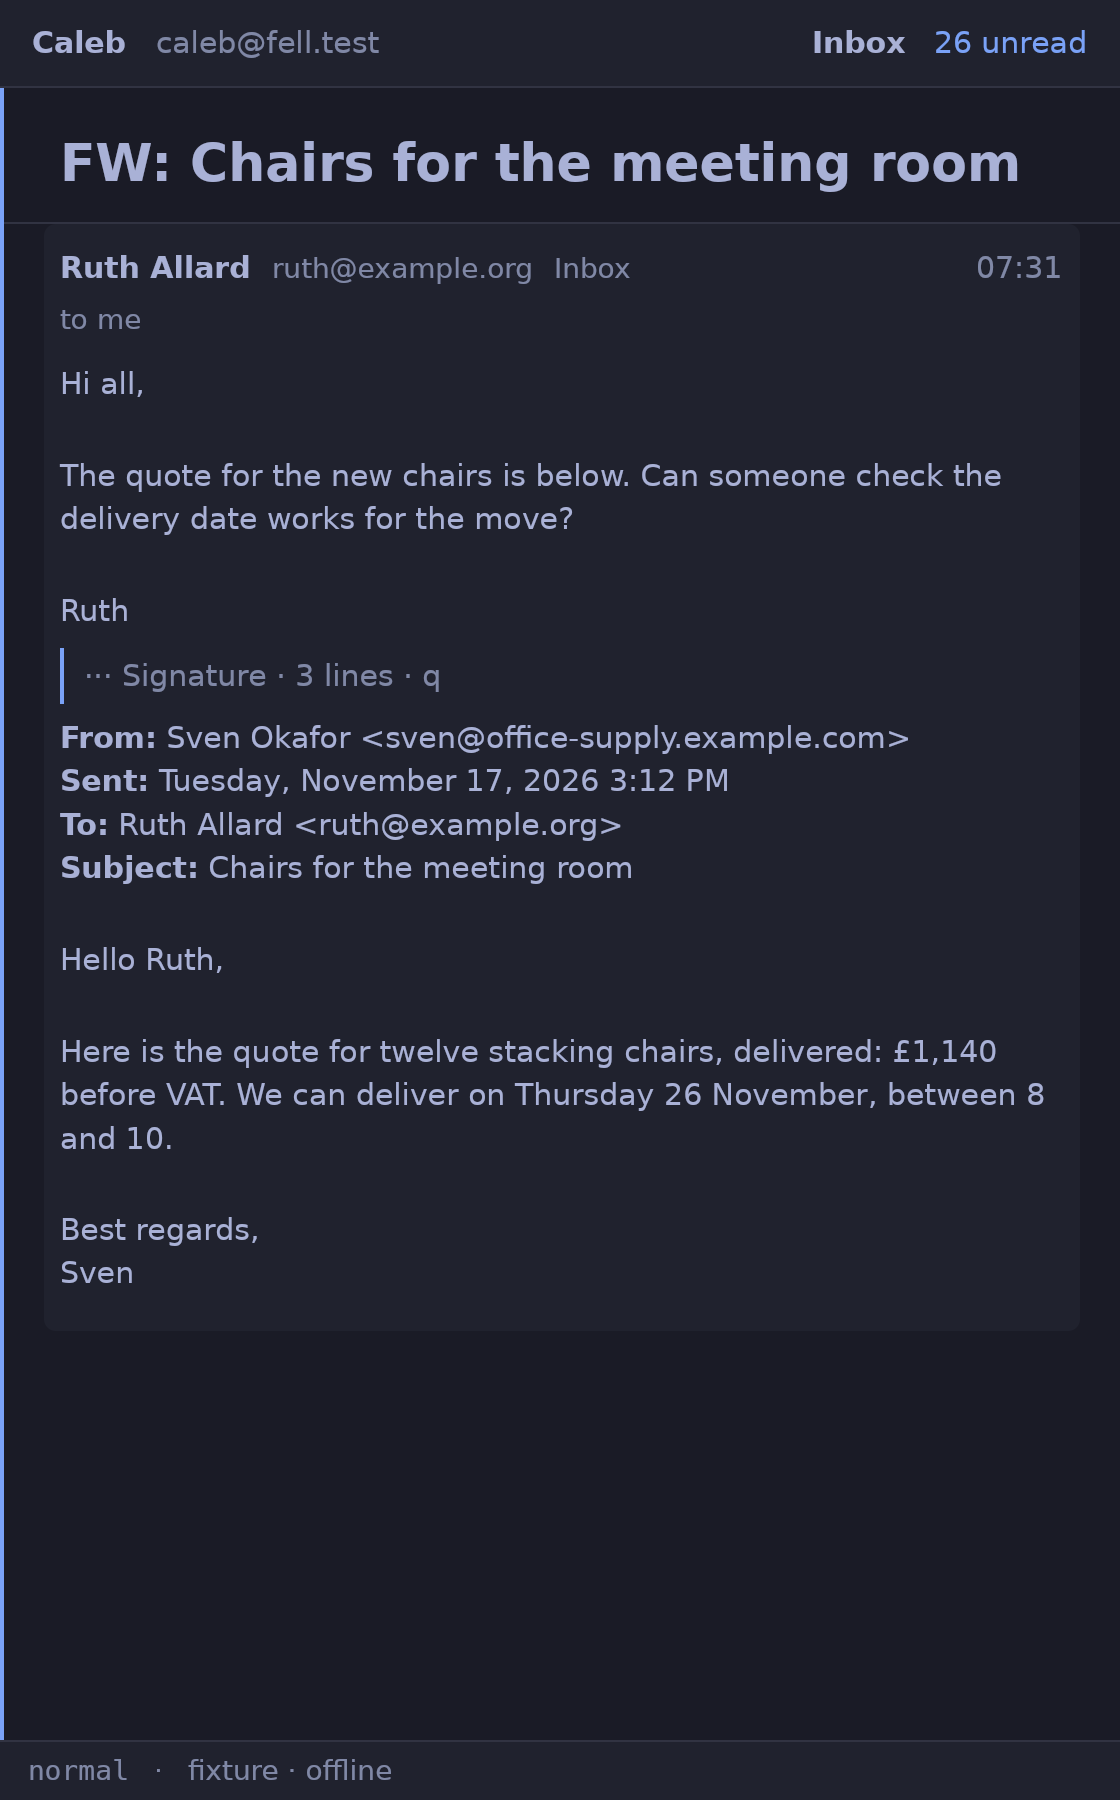 Caleb caleb@fell.test Inbox 26 unread
FW: Chairs for the meeting room
Ruth Allard ruth@example.org Inbox 07:31
to me
Hi all,
The quote for the new chairs is below. Can someone check the
delivery date works for the move?
Ruth
··· Signature · 3 lines · q
From: Sven Okafor <sven@office-supply.example.com>
Sent: Tuesday, November 17, 2026 3:12 PM
To: Ruth Allard <ruth@example.org>
Subject: Chairs for the meeting room
Hello Ruth,
Here is the quote for twelve stacking chairs, delivered: £1,140
before VAT. We can deliver on Thursday 26 November, between 8
and 10.
Best regards,
Sven
normal · fixture · offline